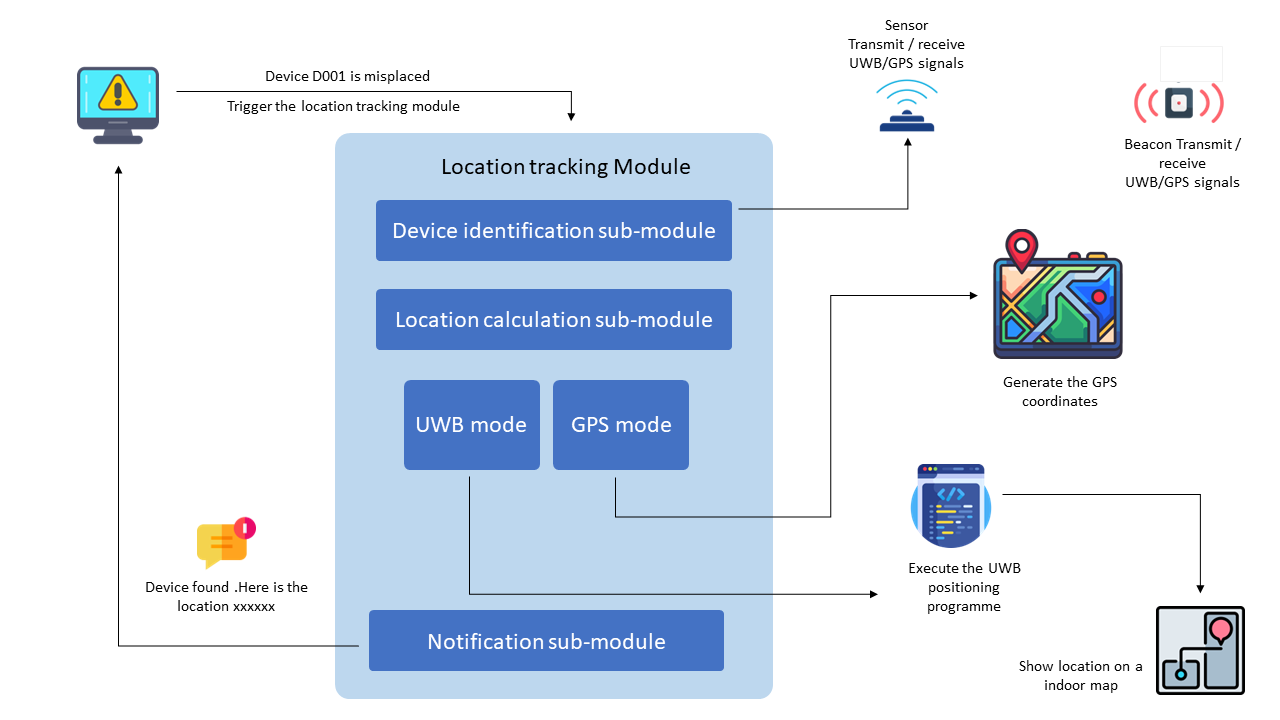 Device D001 is misplaced
Trigger the location tracking module
Sensor
Transmit / receive
UWB/GPS signals
Beacon Transmit /
receive
UWB/GPS signals
Location tracking Module
Device identification sub-module
Location calculation sub-module
UWB mode
GPS mode
Generate the GPS
coordinates
Execute the UWB
positioning
programme
Device found .Here is the
location xxxxxx
Notification sub-module
Show location on a
indoor map